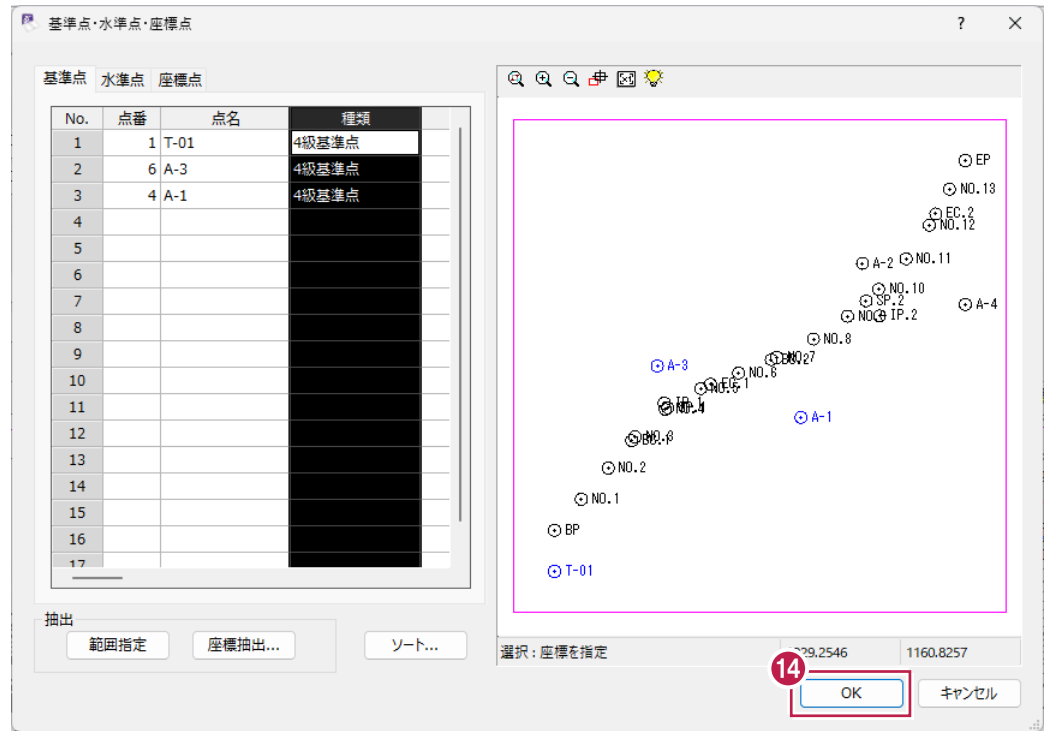 基準点・水準点・座標点
? ×
基準点 水準点 座標点
No. 点番 点名 種類
1 1 T-01 4級基準点
2 6 A-3 4級基準点
3 4 A-1 4級基準点
4
5
6
7
8
9
10
11
12
13
14
15
16
17
EP
NO.13
EC.2
NO.12
NO.11
A-2
NO.10
SP.2
A-4
IP.2
NO.8
A-3
NO.6
A-1
NO.2
NO.1
BP
T-01
抽出
範囲指定 座標抽出... ソート...
選択 : 座標を指定 1160.8257
14
OK キャンセル